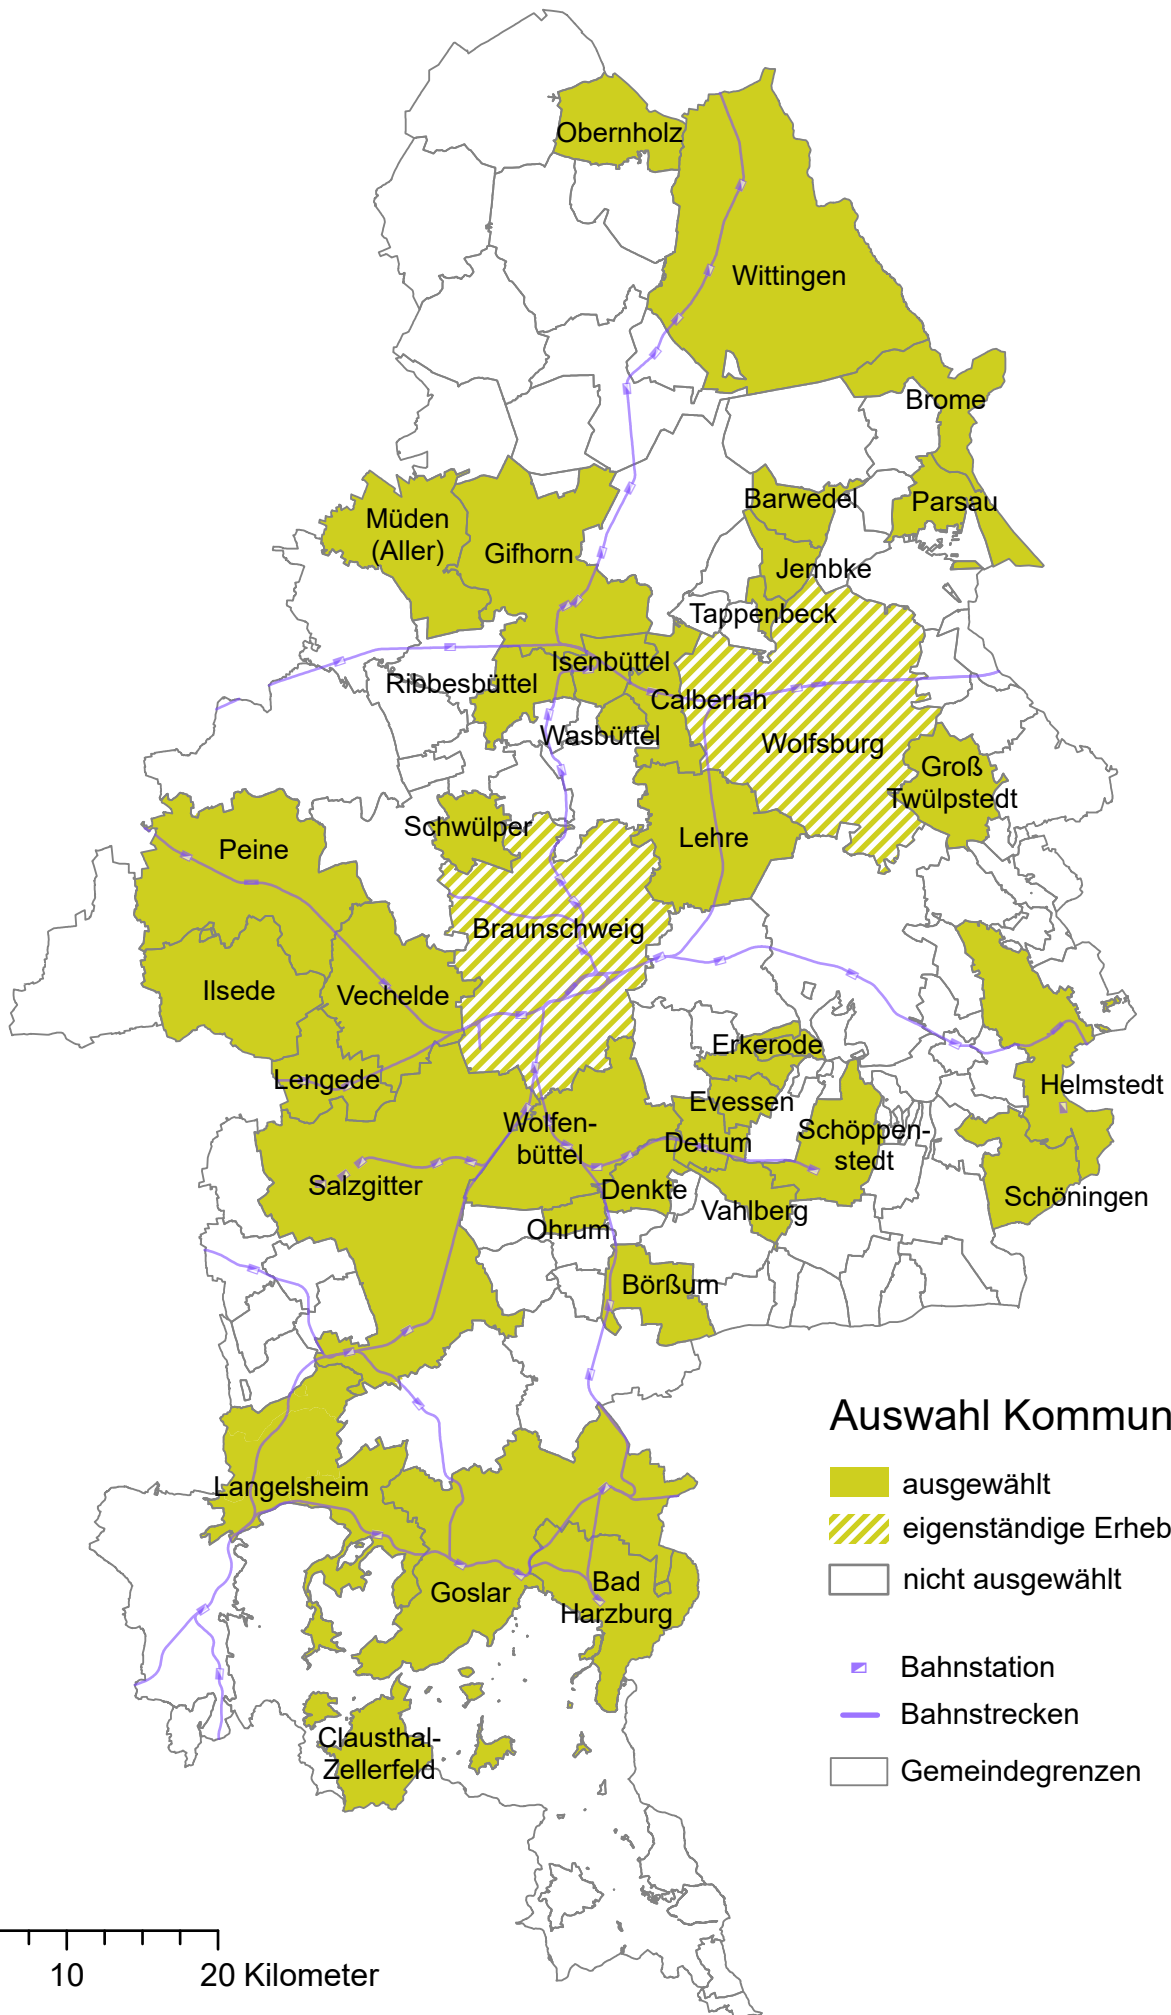 Obernholz
Wittingen
Brome
Barwedel
Parsau
Müden
(Aller)
Gifhorn
Jembke
Tappenbeck
Isenbüttel
Ribbesbüttel
Calberlah
Wasbüttel
Wolfsburg
Groß
Twülpstedt
Schwülper
Lehre
Peine
Braunschweig
Ilsede
Vechelde
Erkerode
Lengede
Helmstedt
Evessen
Wolfen-
büttel
Dettum
Schöppen-
stedt
Salzgitter
Denkte
Schöningen
Vahlberg
Ohrum
Börßum
Auswahl Kommun
ausgewählt
eigenständige Erheb
nicht ausgewählt
Langelsheim
Goslar
Bad
Harzburg
Bahnstation
Bahnstrecken
Gemeindegrenzen
Clausthal-
Zellerfeld
10 20 Kilometer